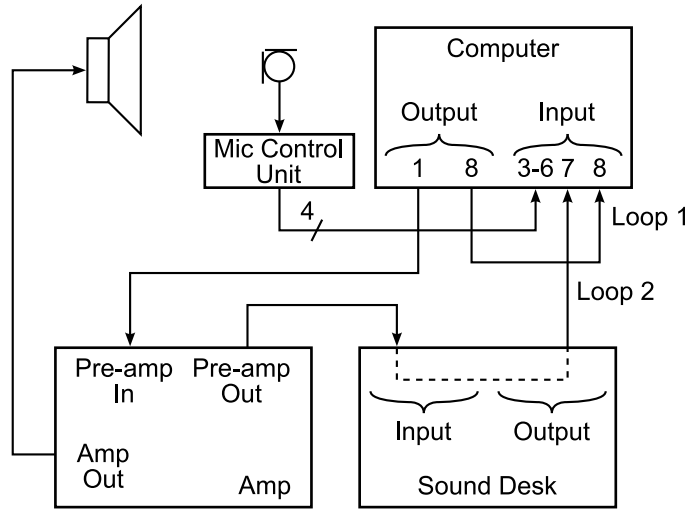 Computer
Output Input
1 8 3-6 7 8
Mic Control
Unit
4
Loop 1
Loop 2
Pre-amp
In
Pre-amp
Out
Amp
Out
Amp
Input Output
Sound Desk